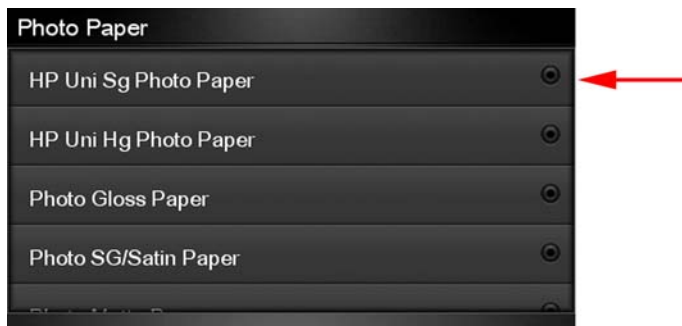 Photo Paper
HP Uni Sg Photo Paper
HP Uni Hg Photo Paper
Photo Gloss Paper
Photo SG/Satin Paper